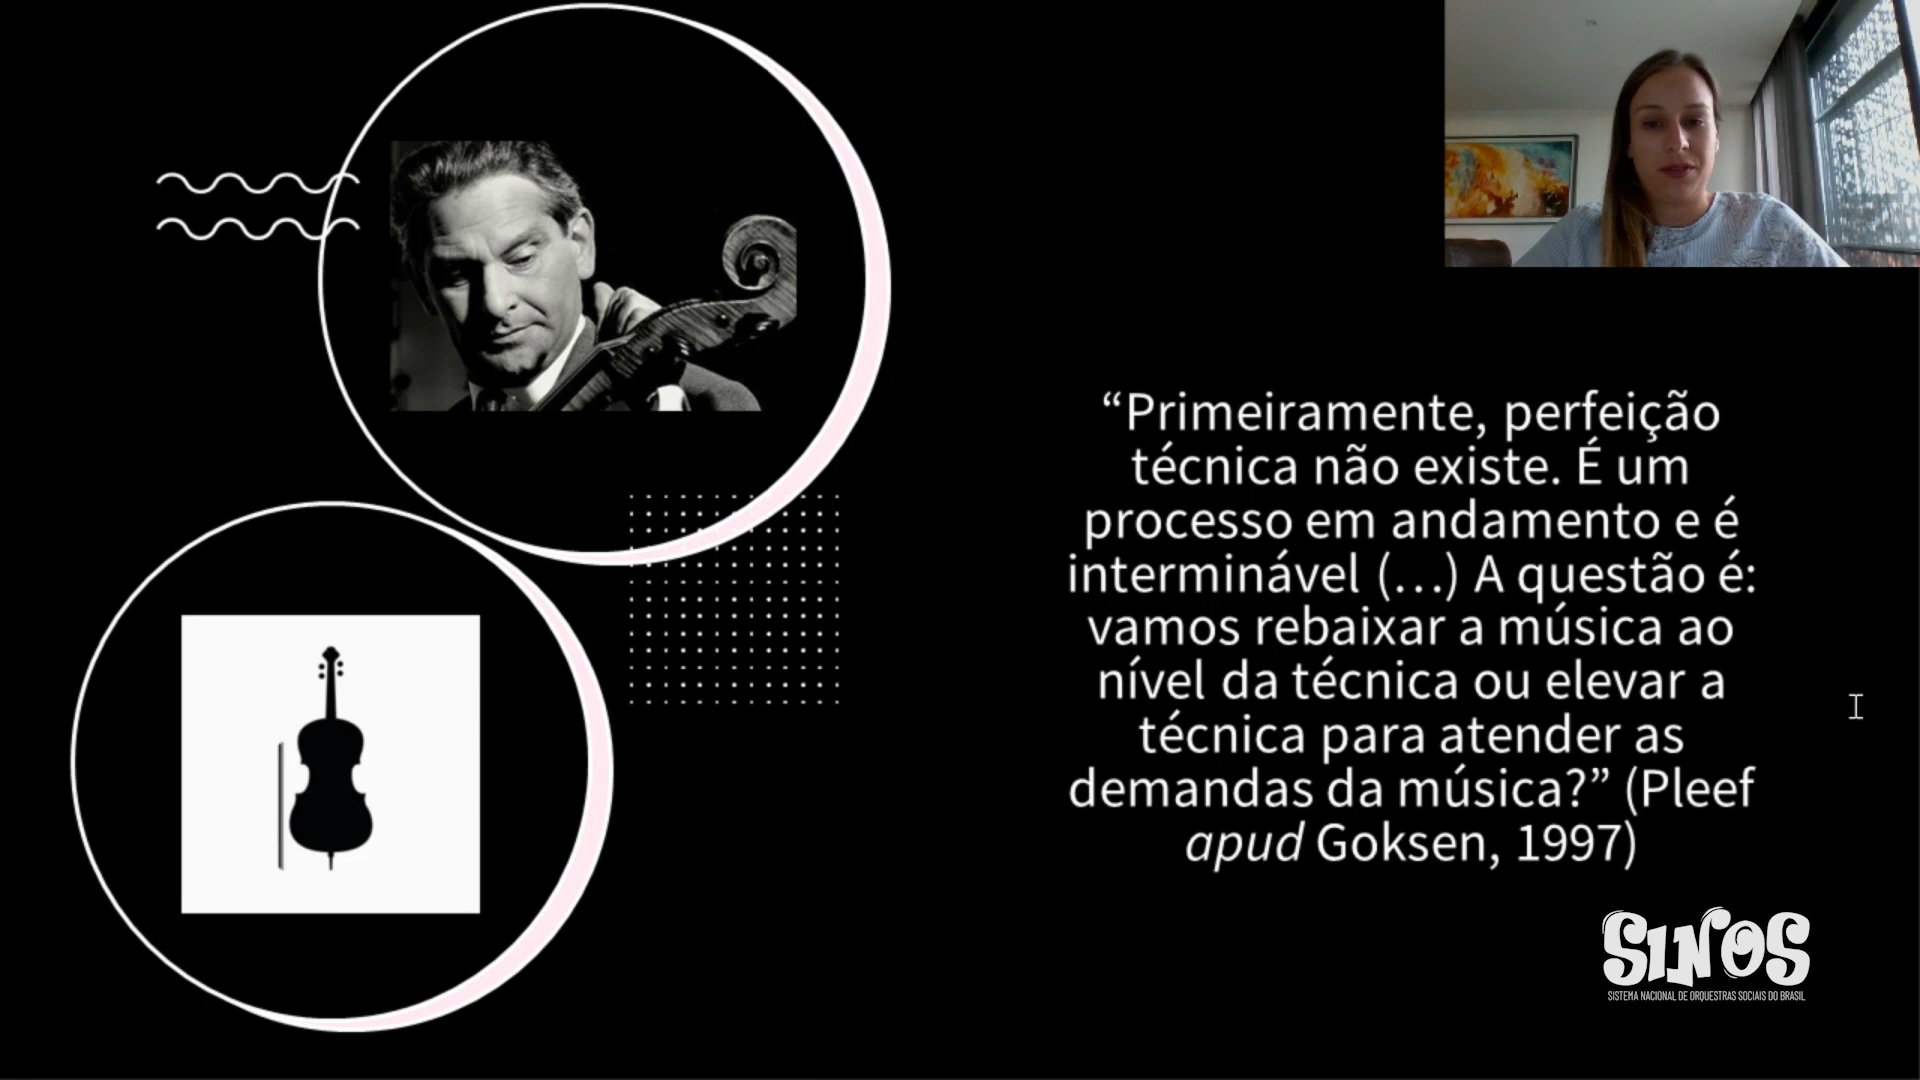 “Primeiramente, perfeição
técnica não existe. É um
processo em andamento e é
interminável (...) A questão é:
vamos rebaixar a música ao
nível da técnica ou elevar a
técnica para atender as
demandas da música?” (Pleef
apud Goksen, 1997)
SINOS
SISTEMA NACIONAL DE ORQUESTRAS SOCIAIS DO BRASIL